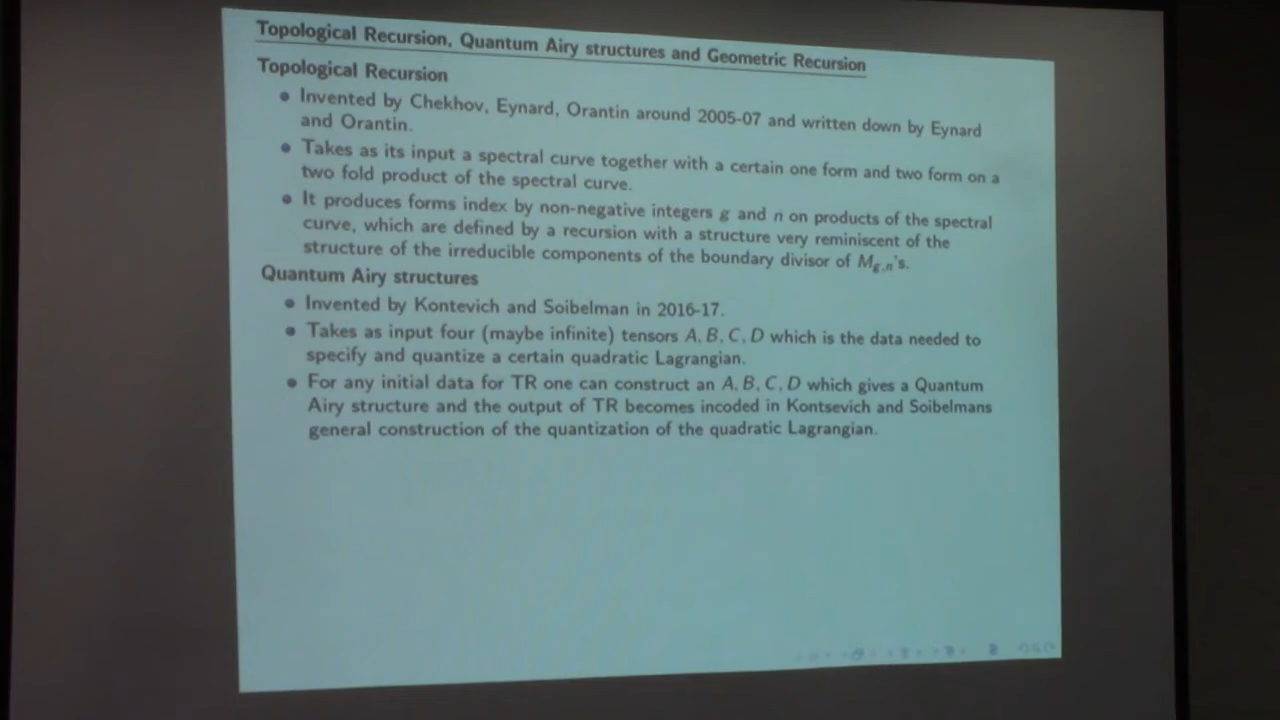 Topological Recursion, Quantum Airy structures and Geometric Recursion
Topological Recursion
• Invented by Chekhov, Eynard, Orantin around 2005-07 and written down by Eynard
and Orantin.
• Takes as its input a spectral curve together with a certain one form and two form on a
two fold product of the spectral curve.
• It produces forms index by non-negative integers g and n on products of the spectral
curve, which are defined by a recursion with a structure very reminiscent of the
structure of the irreducible components of the boundary divisor of M_{g,n}'s.
Quantum Airy structures
• Invented by Kontevich and Soibelman in 2016-17.
• Takes as input four (maybe infinite) tensors A, B, C, D which is the data needed to
specify and quantize a certain quadratic Lagrangian.
• For any initial data for TR one can construct an A, B, C, D which gives a Quantum
Airy structure and the output of TR becomes incoded in Kontsevich and Soibelmans
general construction of the quantization of the quadratic Lagrangian.